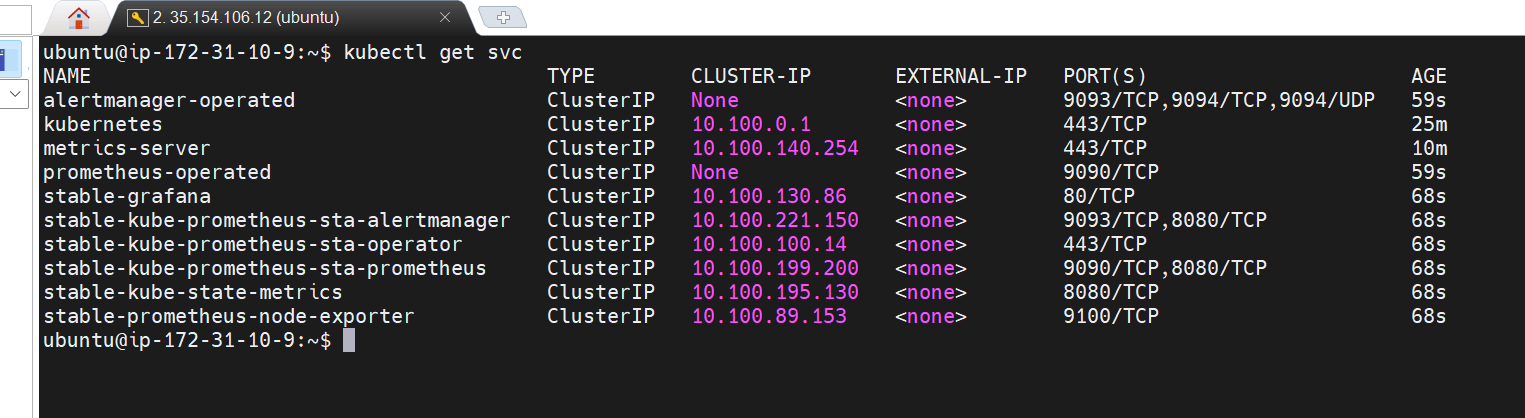 2. 35.154.106.12 (ubuntu)
ubuntu@ip-172-31-10-9:~$ kubectl get svc
NAME TYPE CLUSTER-IP EXTERNAL-IP PORT(S) AGE
alertmanager-operated ClusterIP None <none> 9093/TCP,9094/TCP,9094/UDP 59s
kubernetes ClusterIP 10.100.0.1 <none> 443/TCP 25m
metrics-server ClusterIP 10.100.140.254 <none> 443/TCP 10m
prometheus-operated ClusterIP None <none> 9090/TCP 59s
stable-grafana ClusterIP 10.100.130.86 <none> 80/TCP 68s
stable-kube-prometheus-sta-alertmanager ClusterIP 10.100.221.150 <none> 9093/TCP,8080/TCP 68s
stable-kube-prometheus-sta-operator ClusterIP 10.100.100.14 <none> 443/TCP 68s
stable-kube-prometheus-sta-prometheus ClusterIP 10.100.199.200 <none> 9090/TCP,8080/TCP 68s
stable-kube-state-metrics ClusterIP 10.100.195.130 <none> 8080/TCP 68s
stable-prometheus-node-exporter ClusterIP 10.100.89.153 <none> 9100/TCP 68s
ubuntu@ip-172-31-10-9:~$